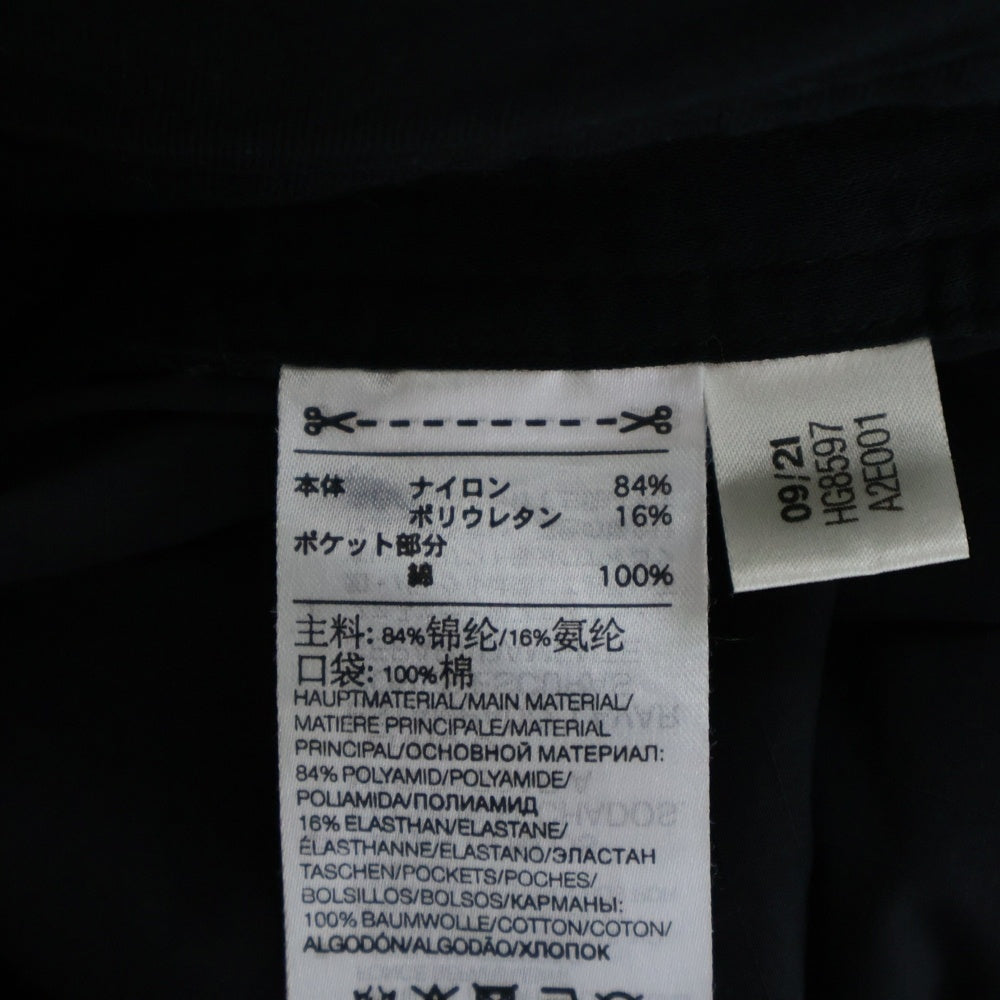 本体 ナイロン 84%
ポリウレタン 16%
ポケット部分
綿 100%
主料: 84%锦纶/16%氨纶
口袋: 100%棉
HAUPTMATERIAL/MAIN MATERIAL/
MATIÈRE PRINCIPALE/MATERIAL
PRINCIPAL/ОСНОВНОЙ МАТЕРИАЛ:
84% POLYAMID/POLYAMIDE/
POLIAMIDA/ПОЛИАМИД
16% ELASTHAN/ELASTANE/
ÉLASTHANNE/ELASTANO/ЭЛАСТАН
TASCHEN/POCKETS/POCHES/
BOLSILLOS/BOLSOS/КАРМАНЫ:
100% BAUMWOLLE/COTTON/COTON/
ALGODÓN/ALGODÃO/ХЛОПОК
09/21
HG8597
A2E001